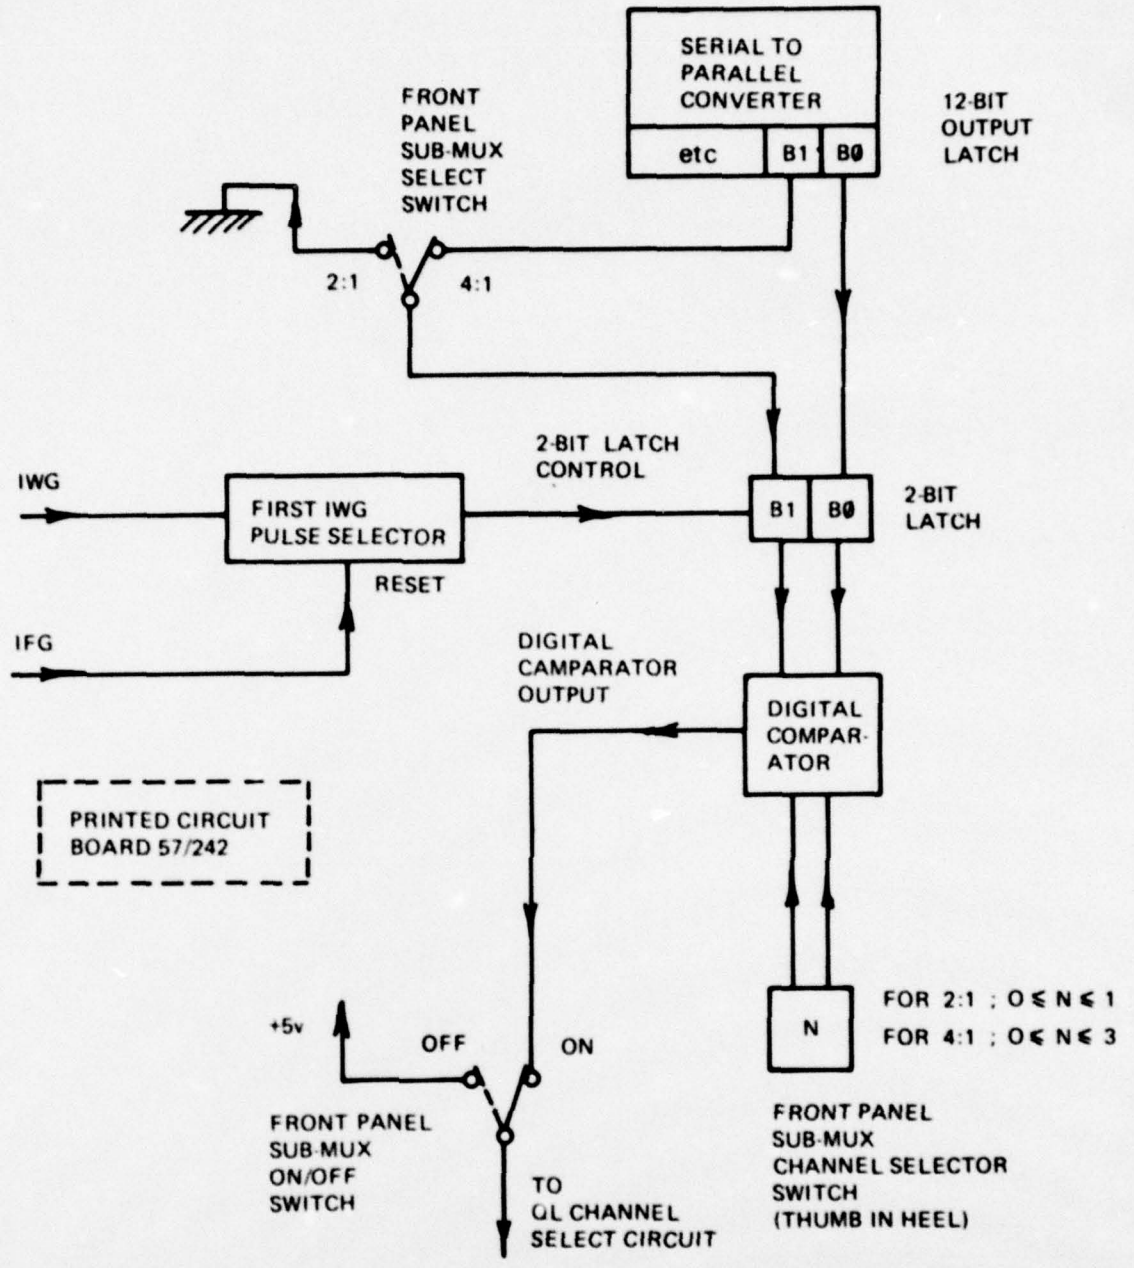 SERIAL TO
PARALLEL
CONVERTER
etc B1 BØ
12-BIT
OUTPUT
LATCH
FRONT
PANEL
SUB-MUX
SELECT
SWITCH
2:1
4:1
2-BIT LATCH
CONTROL
IWG
FIRST IWG
PULSE SELECTOR
B1 BØ
2-BIT
LATCH
RESET
IFG
DIGITAL
CAMPARATOR
OUTPUT
DIGITAL
COMPAR-
ATOR
PRINTED CIRCUIT
BOARD 57/242
+5v
OFF
ON
N
FOR 2:1 ; O ⩽ N ⩽ 1
FOR 4:1 ; O ⩽ N ⩽ 3
FRONT PANEL
SUB-MUX
ON/OFF
SWITCH
TO
QL CHANNEL
SELECT CIRCUIT
FRONT PANEL
SUB-MUX
CHANNEL SELECTOR
SWITCH
(THUMB IN HEEL)